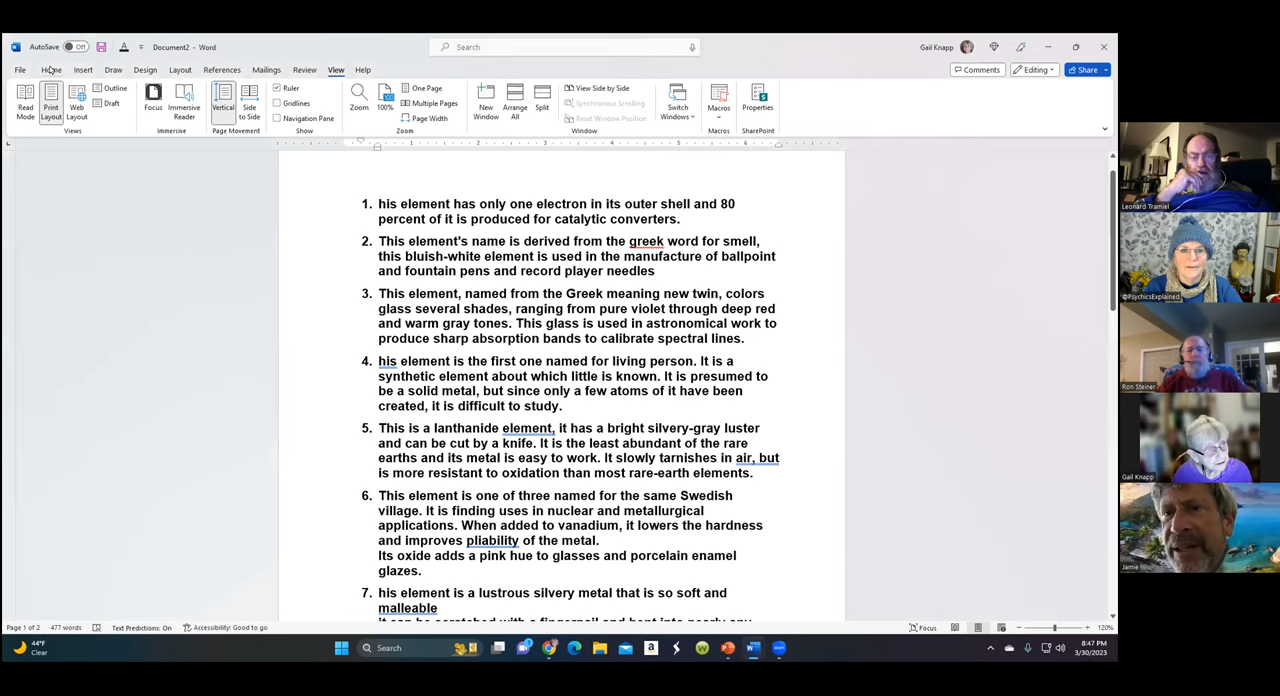 AutoSave Off Document2 - Word Search Gail Knapp
File Home Insert Draw Design Layout References Mailings Review View Help Comments Editing Share
Read Mode Print Layout Web Layout Outline Draft Focus Immersive Reader Vertical Side to Side Ruler Gridlines Navigation Pane Zoom 100% One Page Multiple Pages Page Width New Window Arrange All Split View Side by Side Synchronous Scrolling Reset Window Position Switch Windows Macros Properties
Views Immersive Page Movement Show Zoom Window Macros SharePoint
1 2 3 4 5 6
1. his element has only one electron in its outer shell and 80
percent of it is produced for catalytic converters.
2. This element's name is derived from the greek word for smell,
this bluish-white element is used in the manufacture of ballpoint
and fountain pens and record player needles
3. This element, named from the Greek meaning new twin, colors
glass several shades, ranging from pure violet through deep red
and warm gray tones. This glass is used in astronomical work to
produce sharp absorption bands to calibrate spectral lines.
4. his element is the first one named for living person. It is a
synthetic element about which little is known. It is presumed to
be a solid metal, but since only a few atoms of it have been
created, it is difficult to study.
5. This is a lanthanide element, it has a bright silvery-gray luster
and can be cut by a knife. It is the least abundant of the rare
earths and its metal is easy to work. It slowly tarnishes in air, but
is more resistant to oxidation than most rare-earth elements.
6. This element is one of three named for the same Swedish
village. It is finding uses in nuclear and metallurgical
applications. When added to vanadium, it lowers the hardness
and improves pliability of the metal.
Its oxide adds a pink hue to glasses and porcelain enamel
glazes.
7. his element is a lustrous silvery metal that is so soft and
malleable
it can be scratched with a fingernail and bent into nearly any
Page 1 of 2 477 words Text Predictions: On Accessibility: Good to go Focus 120%
44°F
Clear
Search
8:47 PM
3/30/2023
Leonard Tramiel
@PsychicsExplained
Ron Steiner
Gail Knapp
Jamie